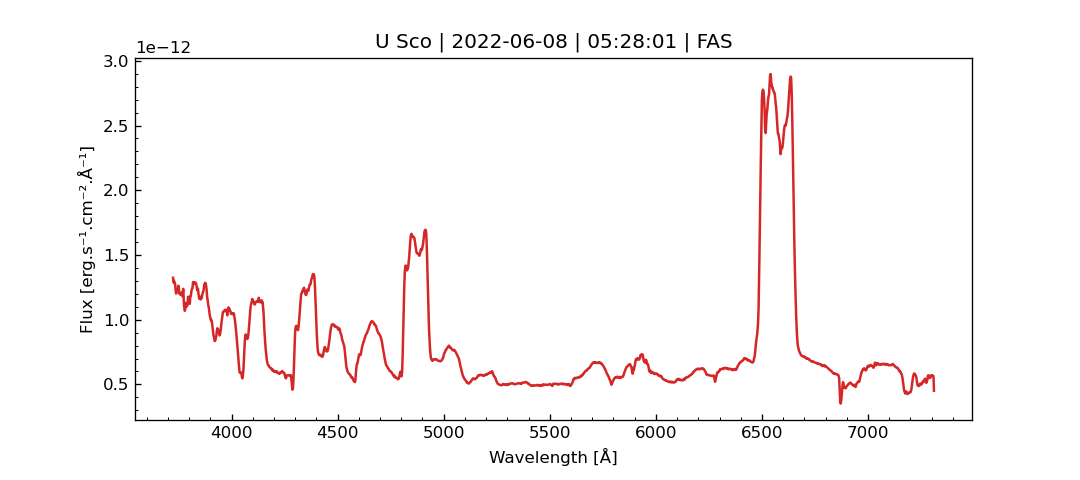 U Sco | 2022-06-08 | 05:28:01 | FAS
1e−12
3.0
2.5
2.0
1.5
1.0
0.5
Flux [erg.s⁻¹.cm⁻².Å⁻¹]
4000 4500 5000 5500 6000 6500 7000
Wavelength [Å]